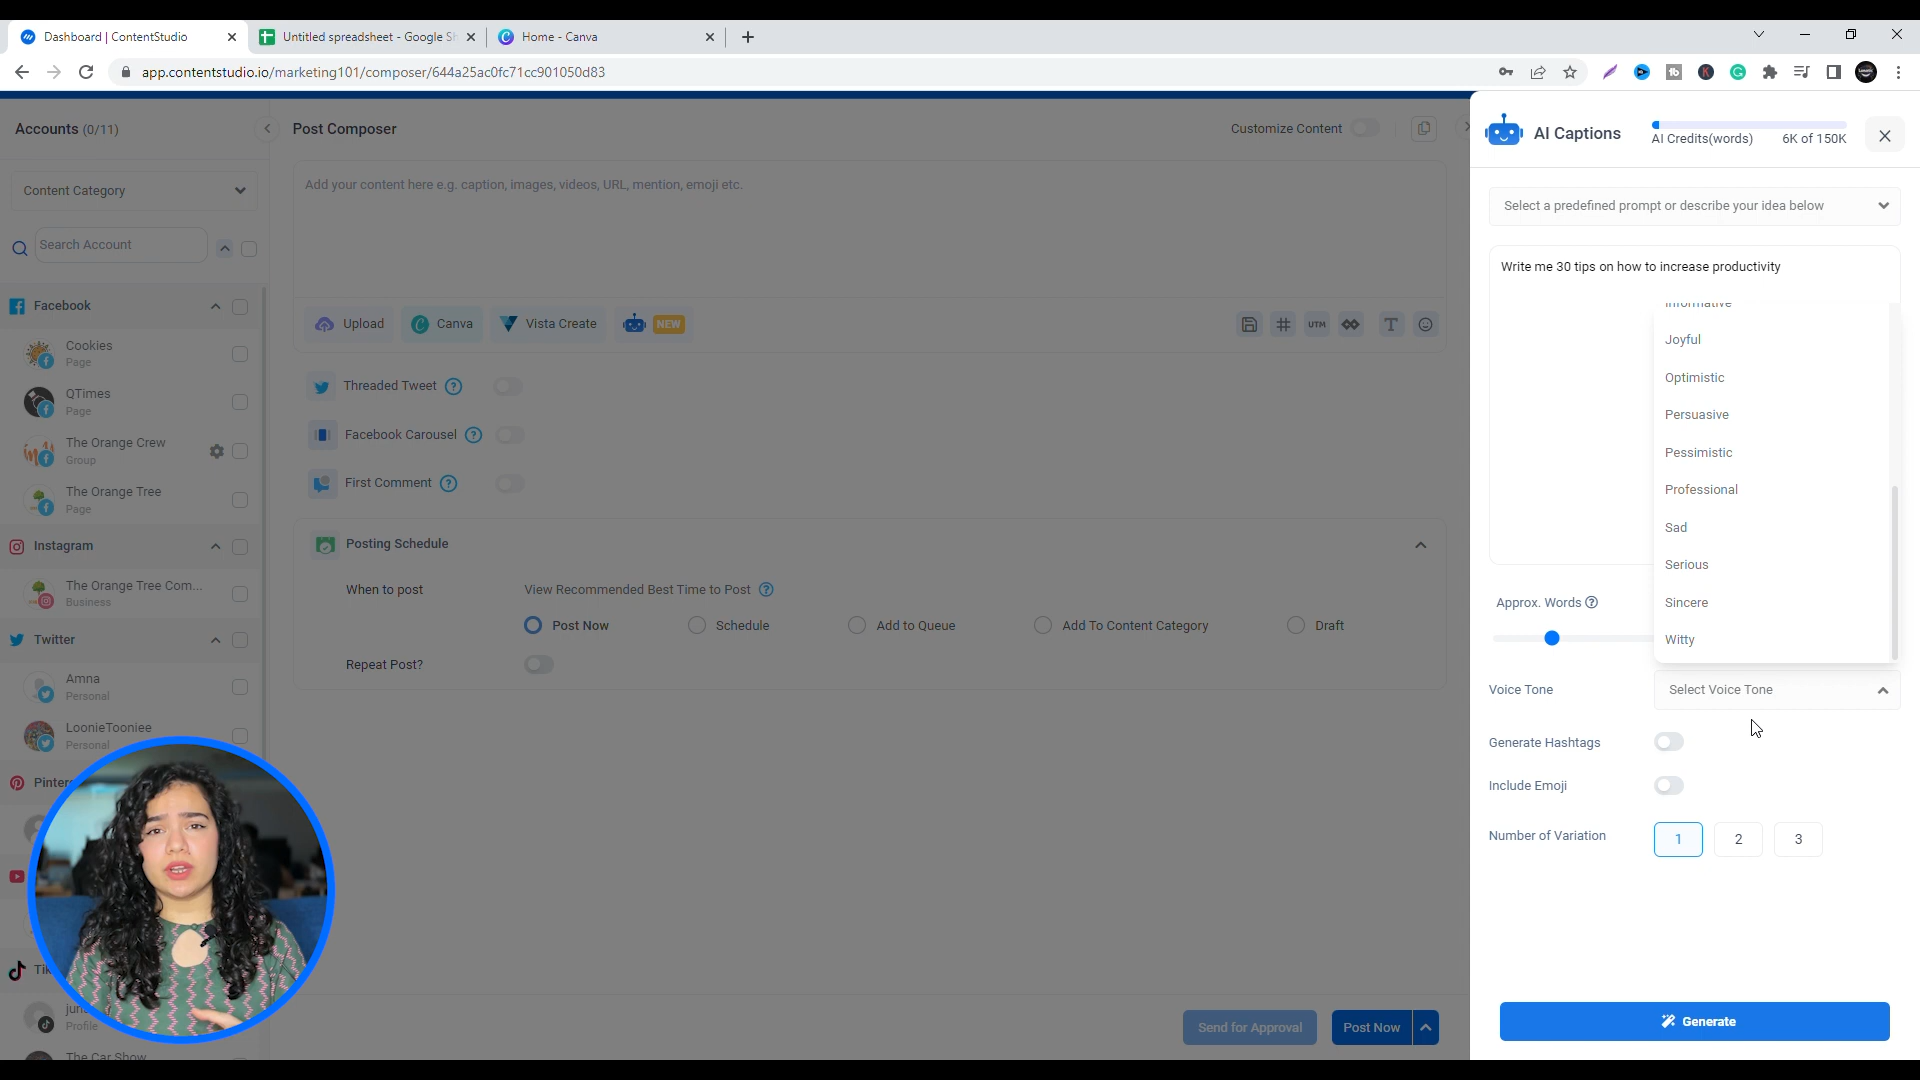 Dashboard | ContentStudio
Untitled spreadsheet - Google Sh
Home - Canva
app.contentstudio.io/marketing101/composer/644a25ac0fc71cc901050d83
Accounts (0/11)
Post Composer
Customize Content
AI Captions
AI Credits(words) 6K of 150K
Content Category
Add your content here e.g. caption, images, videos, URL, mention, emoji etc.
Select a predefined prompt or describe your idea below
Search Account
Write me 30 tips on how to increase productivity
Informative
Facebook
Upload
Canva
Vista Create
NEW
UTM
Joyful
Cookies
Page
Optimistic
Threaded Tweet
QTimes
Page
Persuasive
Facebook Carousel
The Orange Crew
Group
Pessimistic
First Comment
The Orange Tree
Page
Professional
Sad
Instagram
Posting Schedule
Serious
The Orange Tree Com...
Business
When to post
View Recommended Best Time to Post
Approx. Words
Sincere
Post Now
Schedule
Add to Queue
Add To Content Category
Draft
Twitter
Witty
Repeat Post?
Amna
Personal
Voice Tone
Select Voice Tone
LoonieTooniee
Personal
Generate Hashtags
Include Emoji
Number of Variation
1
2
3
Profile
Send for Approval
Post Now
Generate
The Car Show